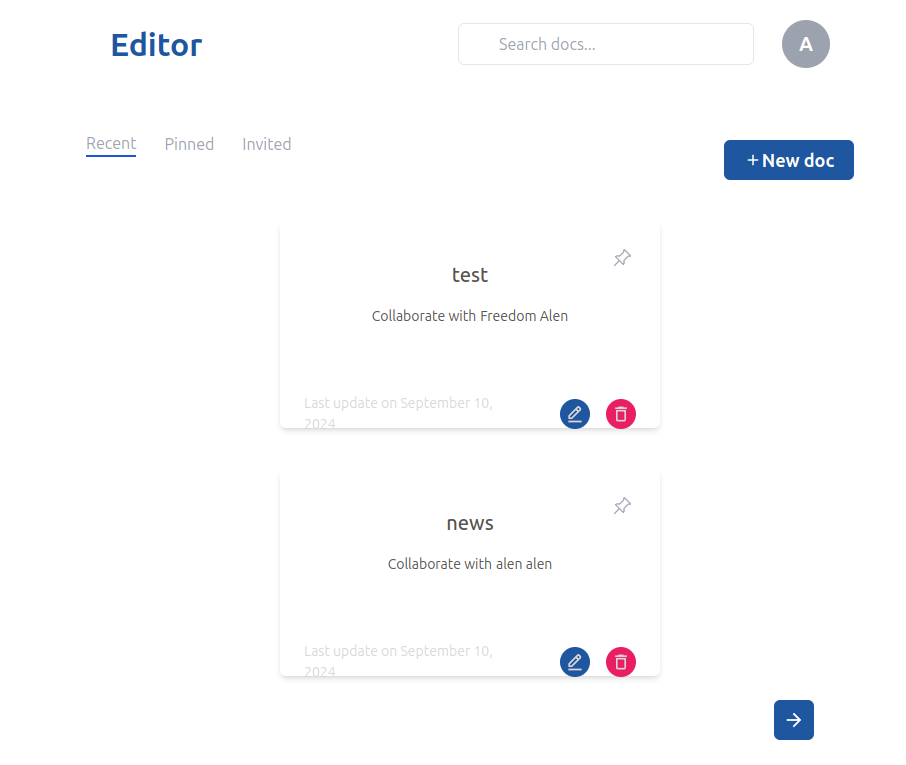 Editor
Search docs...
A
Recent
Pinned
Invited
+ New doc
test
Collaborate with Freedom Alen
Last update on September 10,
2024
news
Collaborate with alen alen
Last update on September 10,
2024